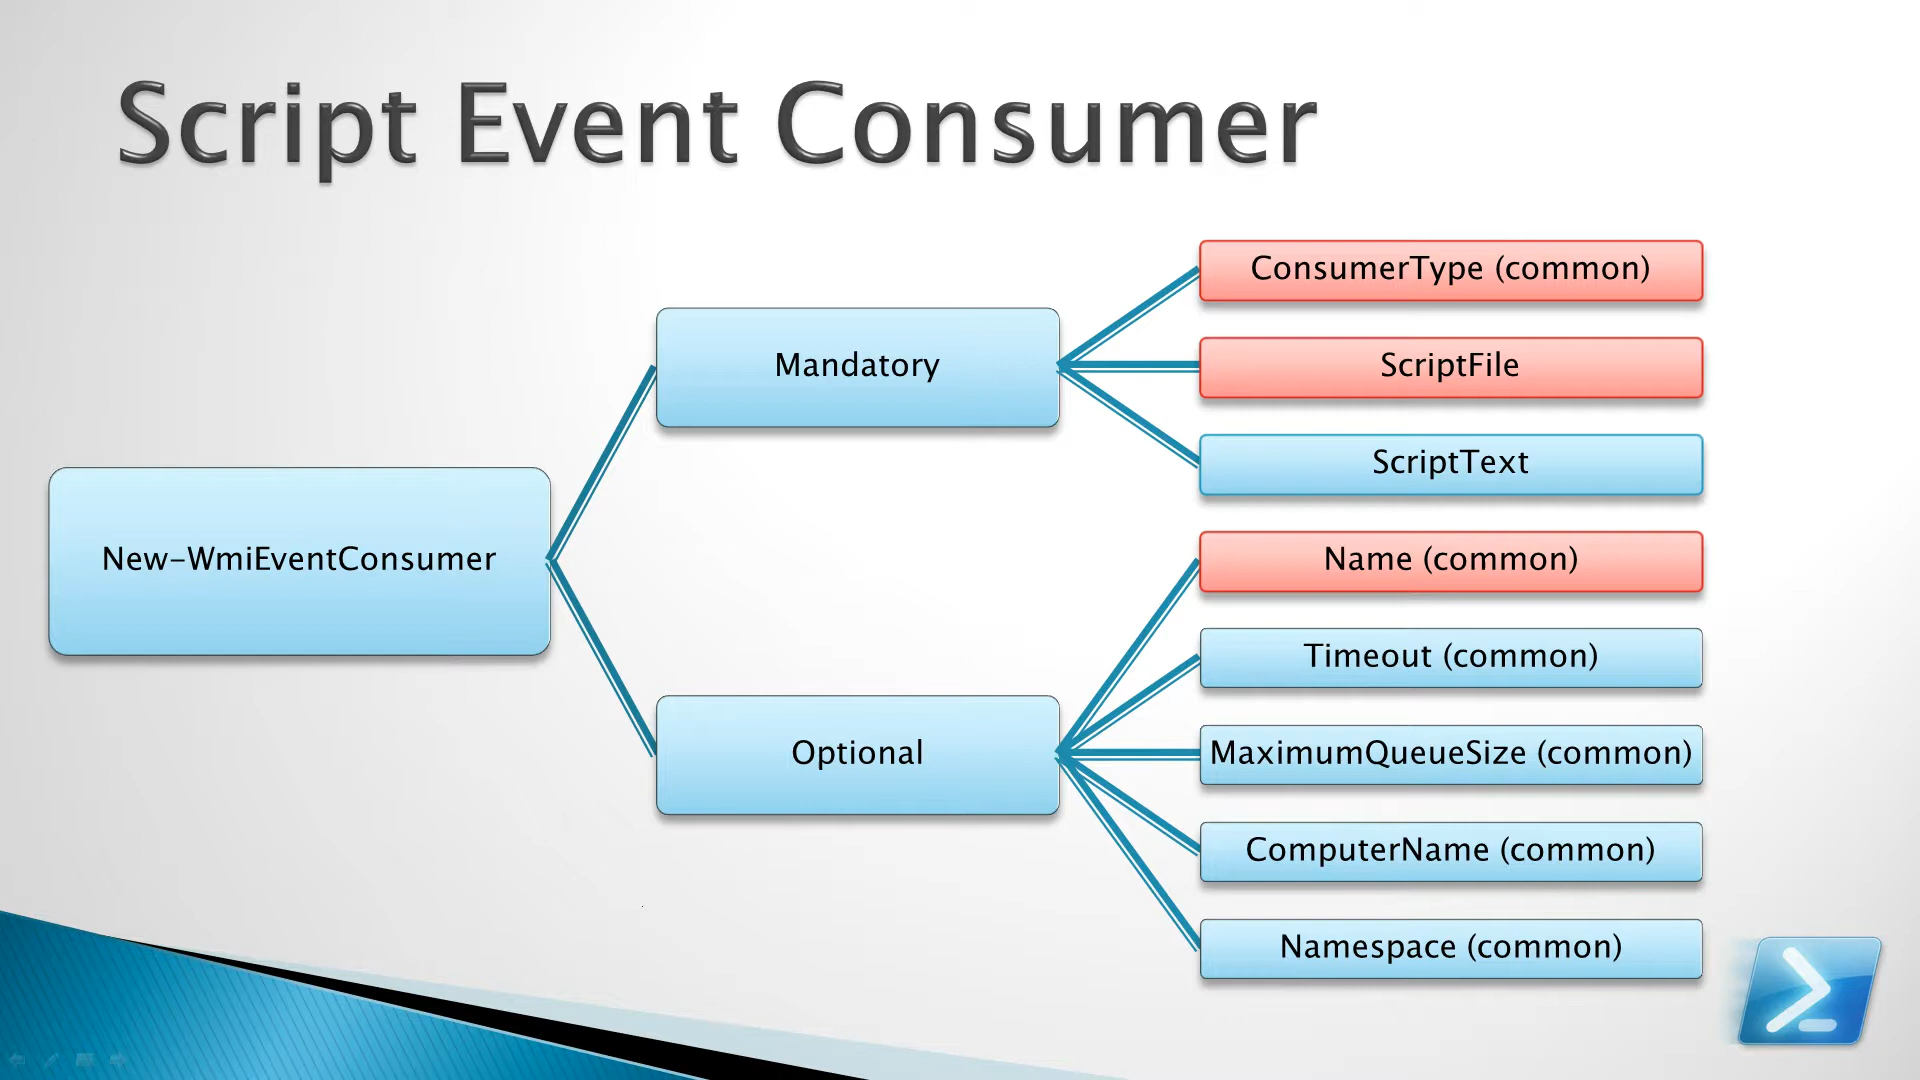 Script Event Consumer
New-WmiEventConsumer
Mandatory
ConsumerType (common)
ScriptFile
ScriptText
Optional
Name (common)
Timeout (common)
MaximumQueueSize (common)
ComputerName (common)
Namespace (common)